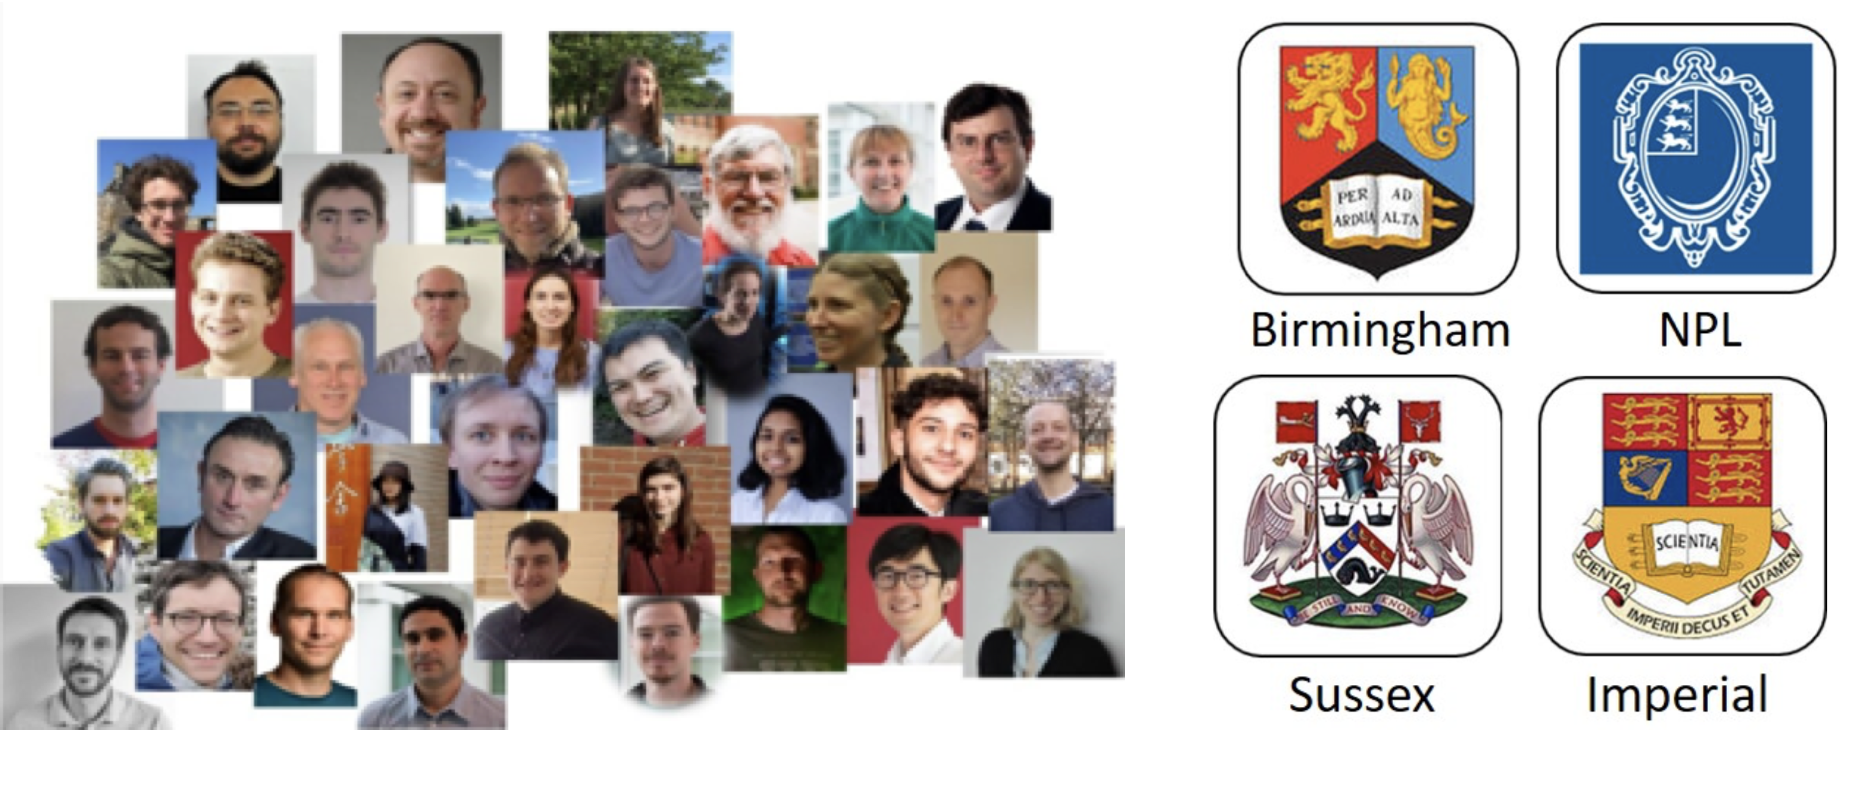 PER AD
ARDUA ALTA
Birmingham
NPL
BE STILL AND KNOW
Sussex
SCIENTIA
SCIENTIA IMPERII DECUS ET TUTAMEN
Imperial